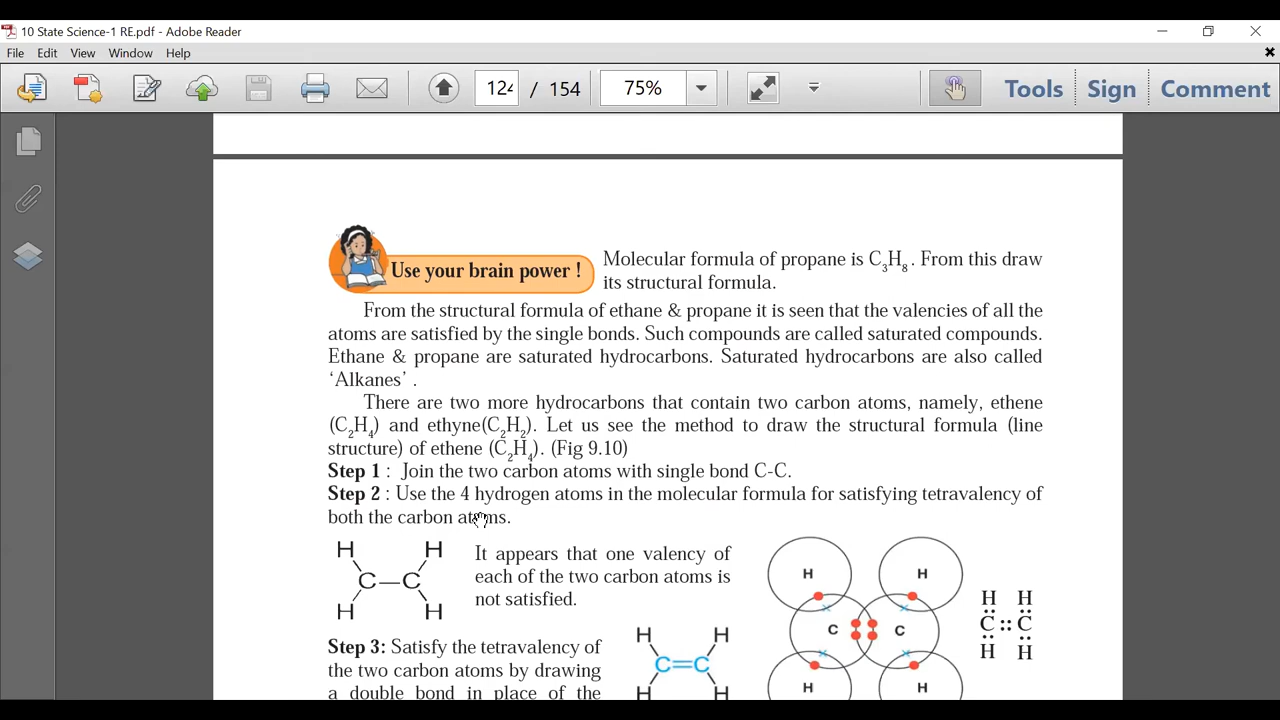 10 State Science-1 RE.pdf - Adobe Reader
File Edit View Window Help
124 / 154 75% Tools Sign Comment
Use your brain power !
Molecular formula of propane is C₃H₈. From this draw
its structural formula.
From the structural formula of ethane & propane it is seen that the valencies of all the
atoms are satisfied by the single bonds. Such compounds are called saturated compounds.
Ethane & propane are saturated hydrocarbons. Saturated hydrocarbons are also called
‘Alkanes’ .
There are two more hydrocarbons that contain two carbon atoms, namely, ethene
(C₂H₄) and ethyne(C₂H₂). Let us see the method to draw the structural formula (line
structure) of ethene (C₂H₄). (Fig 9.10)
Step 1 : Join the two carbon atoms with single bond C-C.
Step 2 : Use the 4 hydrogen atoms in the molecular formula for satisfying tetravalency of
both the carbon atoms.
H H
C—C
H H
It appears that one valency of
each of the two carbon atoms is
not satisfied.
Step 3: Satisfy the tetravalency of
the two carbon atoms by drawing
a double bond in place of the
H H
C=C
H H
H H
C C
H H
H H
C :: C
H H